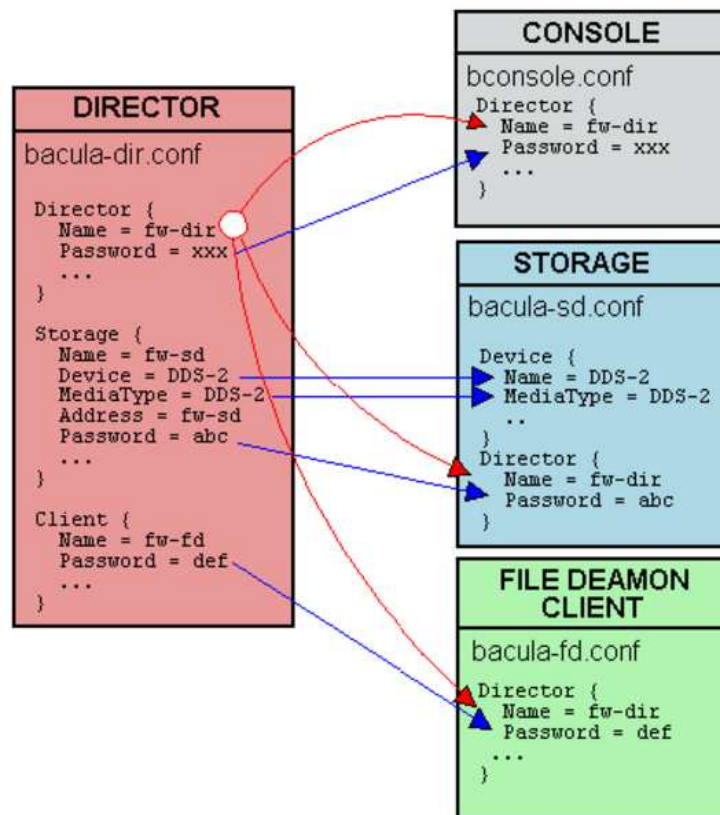 DIRECTOR
bacula-dir.conf
Director {
Name = fw-dir
Password = xxx
...
}
Storage {
Name = fw-sd
Device = DDS-2
MediaType = DDS-2
Address = fw-sd
Password = abc
...
}
Client {
Name = fw-fd
Password = def
...
}
CONSOLE
bconsole.conf
Director {
Name = fw-dir
Password = xxx
...
}
STORAGE
bacula-sd.conf
Device {
Name = DDS-2
MediaType = DDS-2
..
}
Director {
Name = fw-dir
Password = abc
}
FILE DEAMON
CLIENT
bacula-fd.conf
Director {
Name = fw-dir
Password = def
...
}